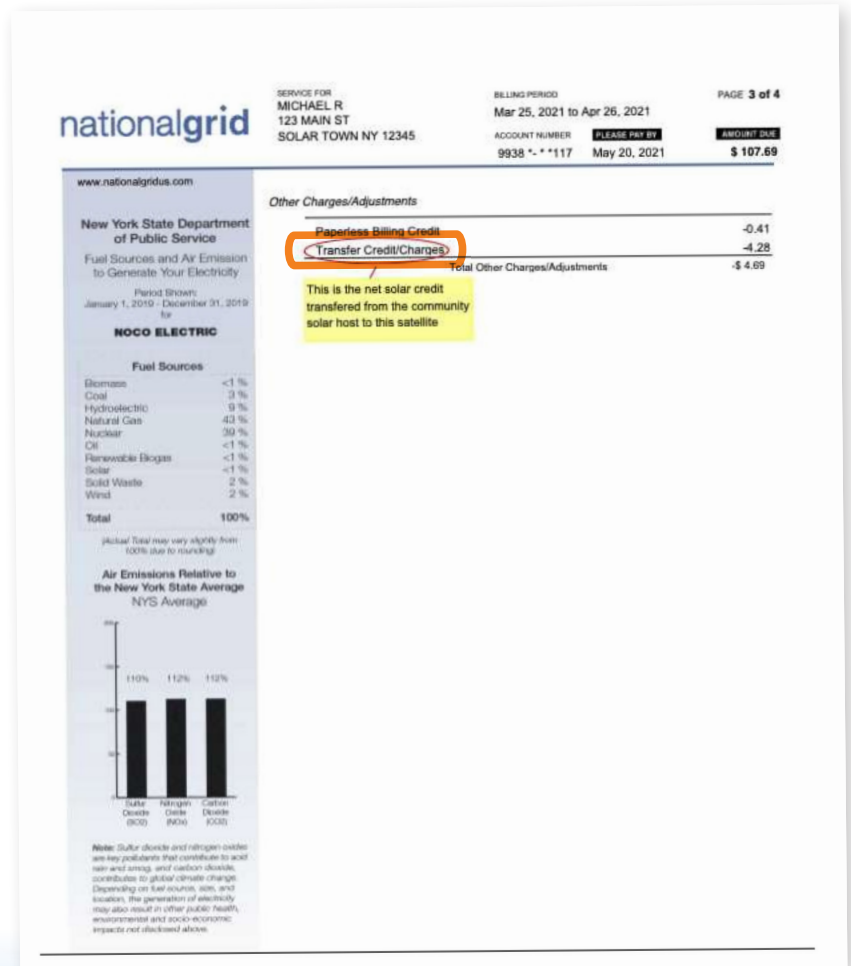 nationalgrid
SERVICE FOR
MICHAEL R
123 MAIN ST
SOLAR TOWN NY 12345
BILLING PERIOD
Mar 25, 2021 to Apr 26, 2021
PAGE 3 of 4
ACCOUNT NUMBER
9938 *- * *117
PLEASE PAY BY
May 20, 2021
AMOUNT DUE
$ 107.69
www.nationalgridus.com
New York State Department
of Public Service
Fuel Sources and Air Emission
to Generate Your Electricity
Period Shown:
January 1, 2019 - December 31, 2019
for
NOCO ELECTRIC
Fuel Sources
Biomass <1 %
Coal 3 %
Hydroelectric 9 %
Natural Gas 43 %
Nuclear 39 %
Oil <1 %
Renewable Biogas <1 %
Solar <1 %
Solid Waste 2 %
Wind 2 %
Total 100%
(Actual Total may vary slightly from
100% due to rounding)
Air Emissions Relative to
the New York State Average
NYS Average
110% 112% 112%
Sulfur Dioxide (SO2)
Nitrogen Oxide (NOx)
Carbon Dioxide (CO2)
Note: Sulfur dioxide and nitrogen oxides
are key pollutants that contribute to acid
rain and smog, and carbon dioxide,
contributes to global climate change.
Depending on fuel source, size, and
location, the generation of electricity
may also result in other public health,
environmental and socio-economic
impacts not disclosed above.
Other Charges/Adjustments
Paperless Billing Credit -0.41
Transfer Credit/Charges -4.28
Total Other Charges/Adjustments -$ 4.69
This is the net solar credit
transfered from the community
solar host to this satellite